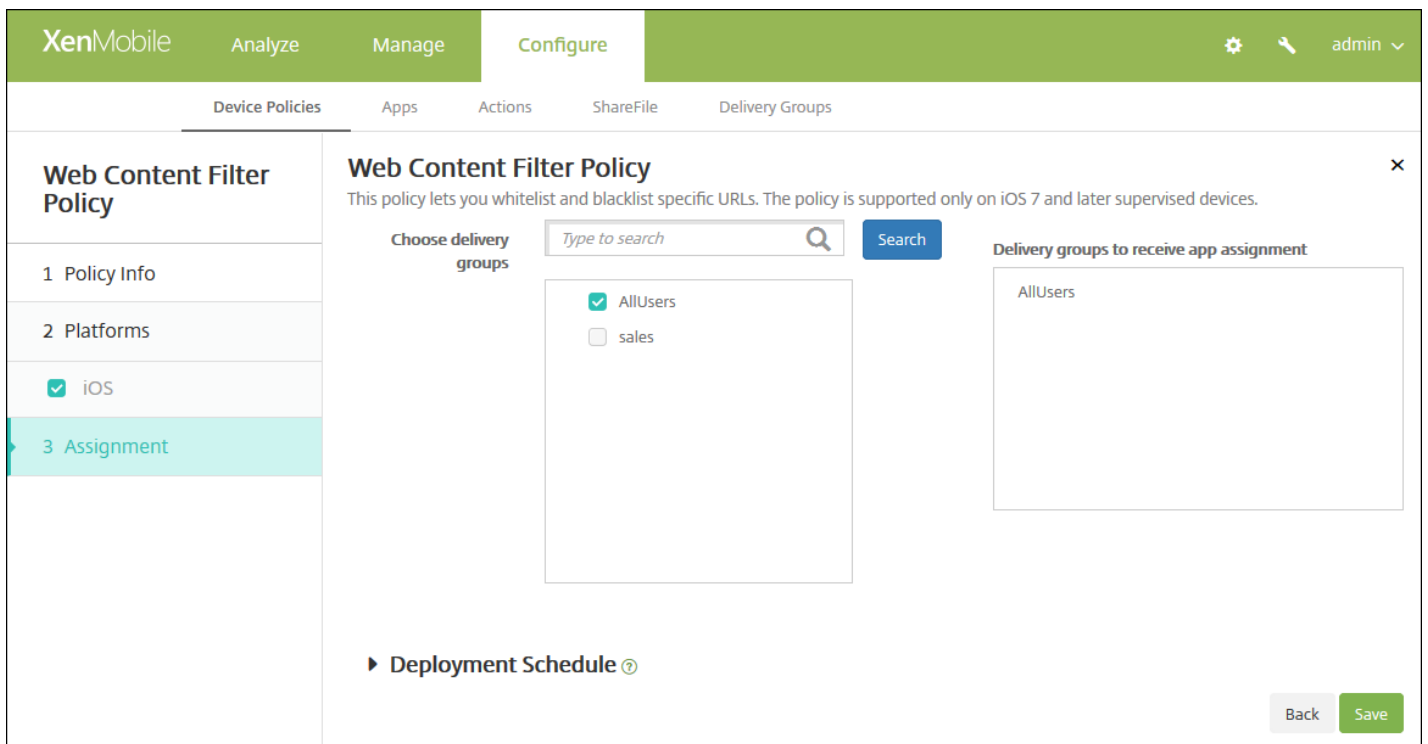 XenMobile Analyze Manage Configure admin
Device Policies Apps Actions ShareFile Delivery Groups
Web Content Filter
Policy
1 Policy Info
2 Platforms
iOS
3 Assignment
Web Content Filter Policy
This policy lets you whitelist and blacklist specific URLs. The policy is supported only on iOS 7 and later supervised devices.
Choose delivery
groups
Type to search Search
AllUsers
sales
Delivery groups to receive app assignment
AllUsers
Deployment Schedule ?
Back Save